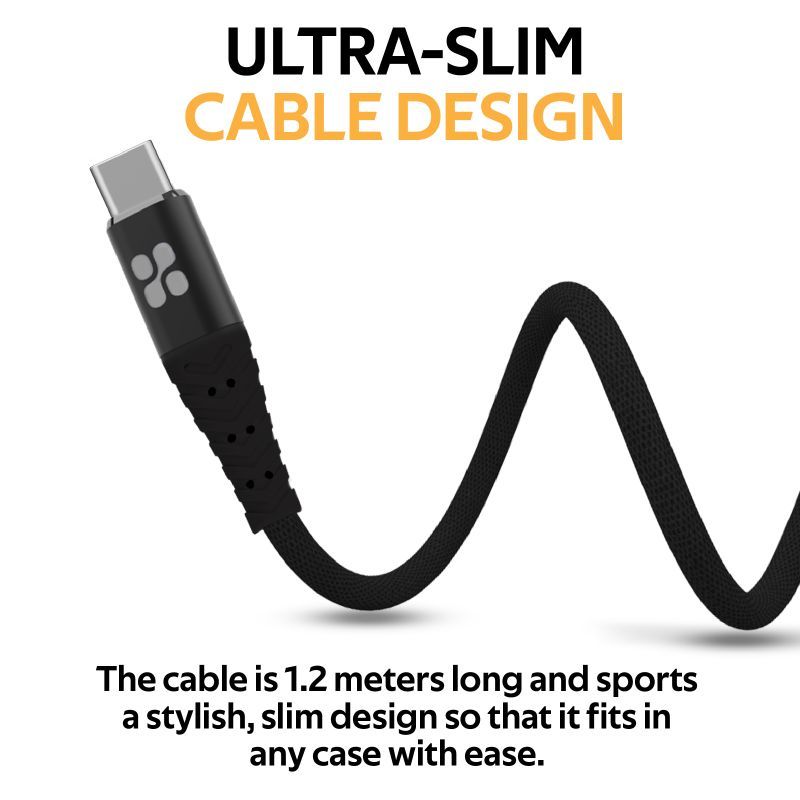 ULTRA-SLIM
CABLE DESIGN
The cable is 1.2 meters long and sports
a stylish, slim design so that it fits in
any case with ease.